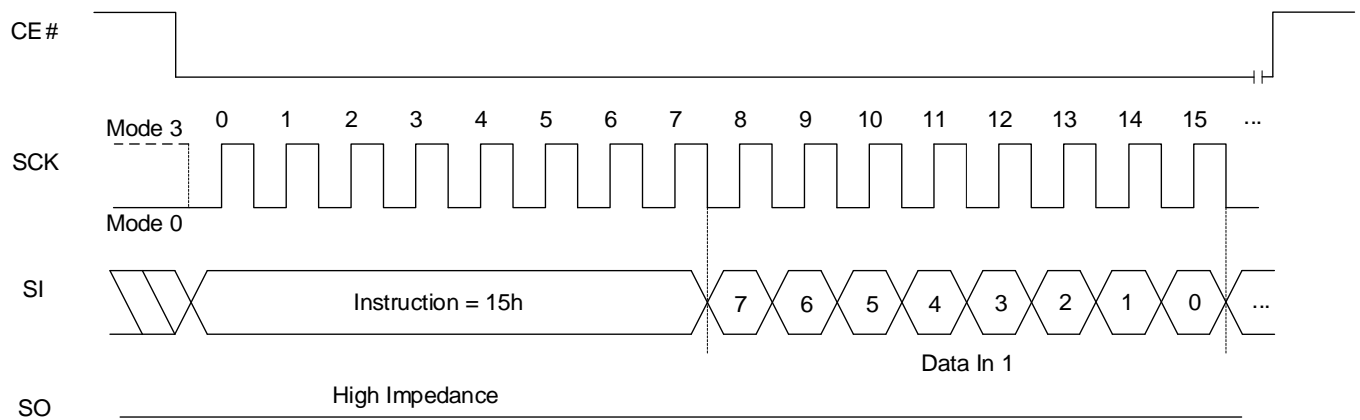 CE#
Mode 3
0 1 2 3 4 5 6 7 8 9 10 11 12 13 14 15 ...
SCK
Mode 0
SI
Instruction = 15h
7 6 5 4 3 2 1 0 ...
Data In 1
High Impedance
SO